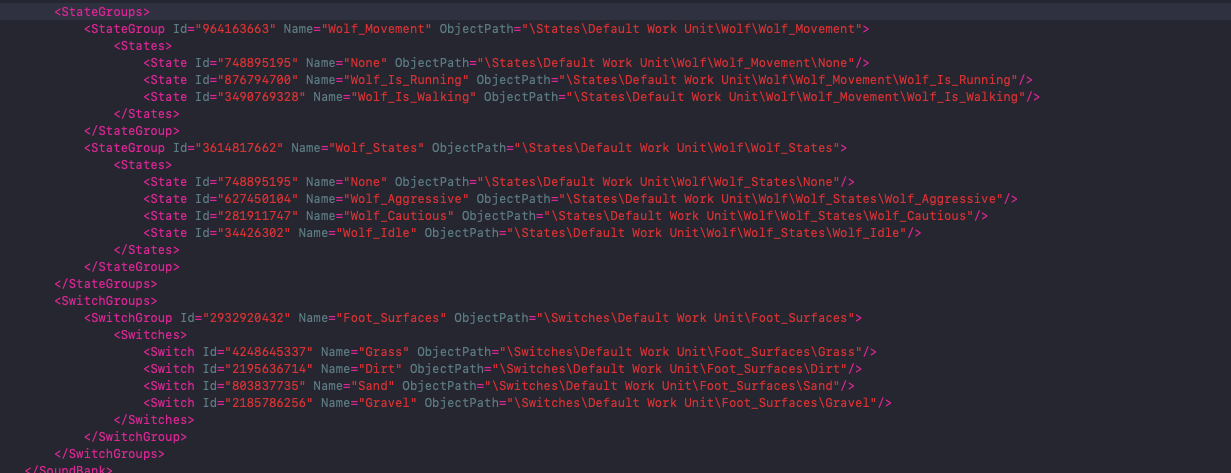 <StateGroups>
<StateGroup Id="964163663" Name="Wolf_Movement" ObjectPath="\States\Default Work Unit\Wolf\Wolf_Movement">
<States>
<State Id="748895195" Name="None" ObjectPath="\States\Default Work Unit\Wolf\Wolf_Movement\None"/>
<State Id="876794700" Name="Wolf_Is_Running" ObjectPath="\States\Default Work Unit\Wolf\Wolf_Movement\Wolf_Is_Running"/>
<State Id="3490769328" Name="Wolf_Is_Walking" ObjectPath="\States\Default Work Unit\Wolf\Wolf_Movement\Wolf_Is_Walking"/>
</States>
</StateGroup>
<StateGroup Id="3614817662" Name="Wolf_States" ObjectPath="\States\Default Work Unit\Wolf\Wolf_States">
<States>
<State Id="748895195" Name="None" ObjectPath="\States\Default Work Unit\Wolf\Wolf_States\None"/>
<State Id="627450104" Name="Wolf_Aggressive" ObjectPath="\States\Default Work Unit\Wolf\Wolf_States\Wolf_Aggressive"/>
<State Id="281911747" Name="Wolf_Cautious" ObjectPath="\States\Default Work Unit\Wolf\Wolf_States\Wolf_Cautious"/>
<State Id="34426302" Name="Wolf_Idle" ObjectPath="\States\Default Work Unit\Wolf\Wolf_States\Wolf_Idle"/>
</States>
</StateGroup>
</StateGroups>
<SwitchGroups>
<SwitchGroup Id="2932920432" Name="Foot_Surfaces" ObjectPath="\Switches\Default Work Unit\Foot_Surfaces">
<Switches>
<Switch Id="4248645337" Name="Grass" ObjectPath="\Switches\Default Work Unit\Foot_Surfaces\Grass"/>
<Switch Id="2195636714" Name="Dirt" ObjectPath="\Switches\Default Work Unit\Foot_Surfaces\Dirt"/>
<Switch Id="803837735" Name="Sand" ObjectPath="\Switches\Default Work Unit\Foot_Surfaces\Sand"/>
<Switch Id="2185786256" Name="Gravel" ObjectPath="\Switches\Default Work Unit\Foot_Surfaces\Gravel"/>
</Switches>
</SwitchGroup>
</SwitchGroups>
</SoundBank>